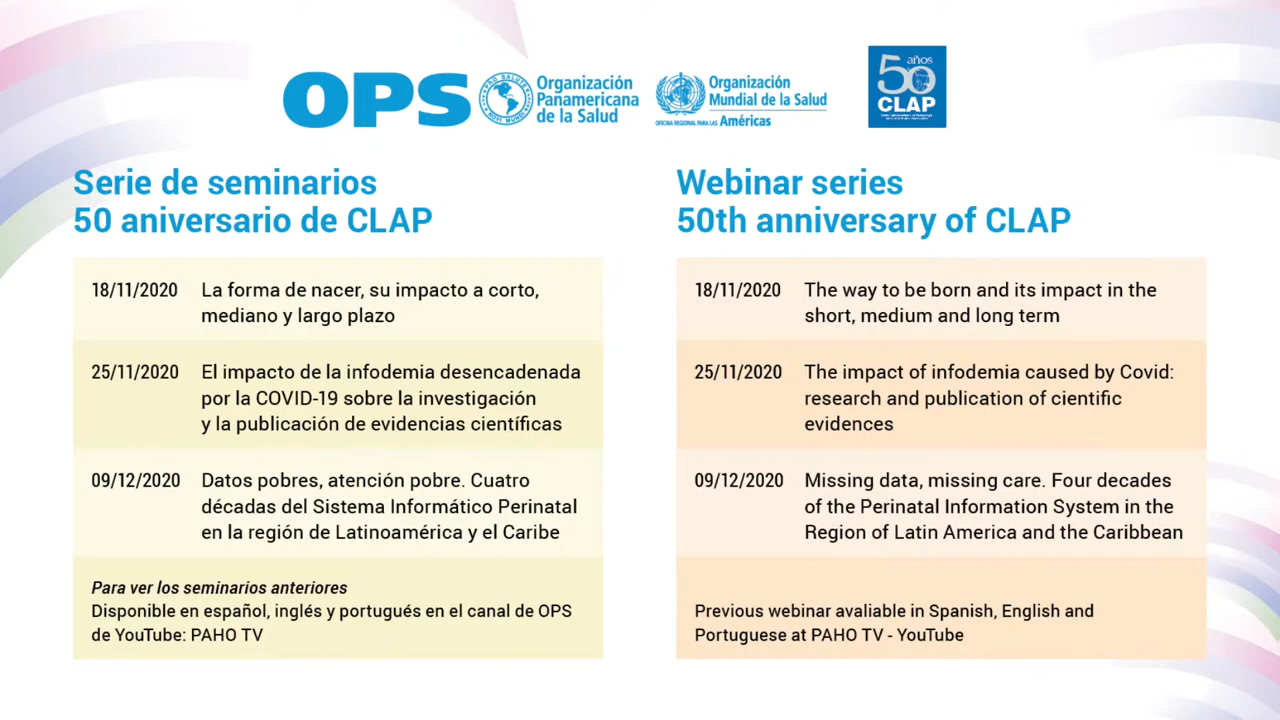 OPS
PRO SALUTE
NOVI MUNDI
Organización
Panamericana
de la Salud
Organización
Mundial de la Salud
OFICINA REGIONAL PARA LAS Américas
50 años
CLAP
Serie de seminarios
50 aniversario de CLAP
18/11/2020 La forma de nacer, su impacto a corto,
mediano y largo plazo
25/11/2020 El impacto de la infodemia desencadenada
por la COVID-19 sobre la investigación
y la publicación de evidencias científicas
09/12/2020 Datos pobres, atención pobre. Cuatro
décadas del Sistema Informático Perinatal
en la región de Latinoamérica y el Caribe
Para ver los seminarios anteriores
Disponible en español, inglés y portugués en el canal de OPS
de YouTube: PAHO TV
Webinar series
50th anniversary of CLAP
18/11/2020 The way to be born and its impact in the
short, medium and long term
25/11/2020 The impact of infodemia caused by Covid:
research and publication of cientific
evidences
09/12/2020 Missing data, missing care. Four decades
of the Perinatal Information System in the
Region of Latin America and the Caribbean
Previous webinar avaliable in Spanish, English and
Portuguese at PAHO TV - YouTube